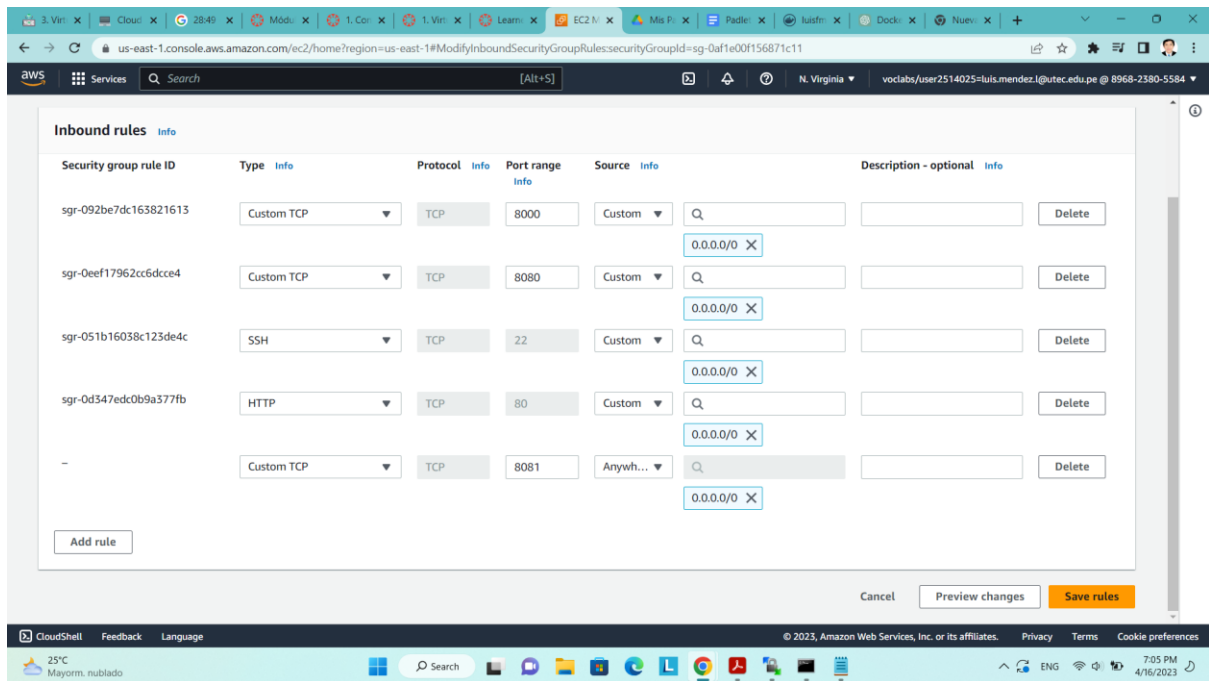 3. Virt
Cloud
28:49
Módu
1. Con
1. Virt
Learne
EC2 M
Mis Pa
Padlet
luisfm
Docke
Nueva
us-east-1.console.aws.amazon.com/ec2/home?region=us-east-1#ModifyInboundSecurityGroupRules:securityGroupId=sg-0af1e00f156871c11
aws Services Search [Alt+S] N. Virginia voclabs/user2514025=luis.mendez.l@utec.edu.pe @ 8968-2380-5584
Inbound rules Info
Security group rule ID Type Info Protocol Info Port range Info Source Info Description - optional Info
sgr-092be7dc163821613 Custom TCP TCP 8000 Custom Delete
0.0.0.0/0
sgr-0eef17962cc6dcce4 Custom TCP TCP 8080 Custom Delete
0.0.0.0/0
sgr-051b16038c123de4c SSH TCP 22 Custom Delete
0.0.0.0/0
sgr-0d347edc0b9a377fb HTTP TCP 80 Custom Delete
0.0.0.0/0
– Custom TCP TCP 8081 Anywh... Delete
0.0.0.0/0
Add rule
Cancel Preview changes Save rules
CloudShell Feedback Language © 2023, Amazon Web Services, Inc. or its affiliates. Privacy Terms Cookie preferences
25°C Search ENG 7:05 PM
Mayorm. nublado 4/16/2023